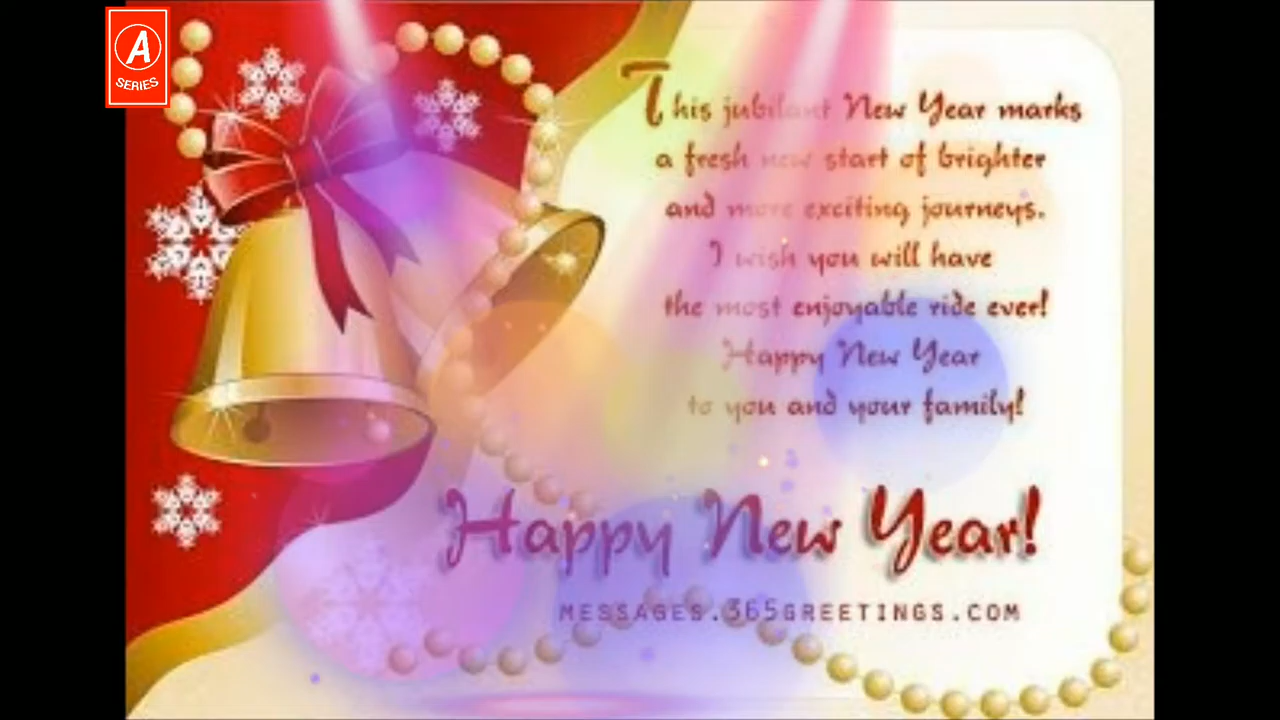 A
SERIES
This jubilant New Year marks
a fresh new start of brighter
and more exciting journeys.
I wish you will have
the most enjoyable ride ever!
Happy New Year
to you and your family!
Happy New Year!
MESSAGES.365GREETINGS.COM